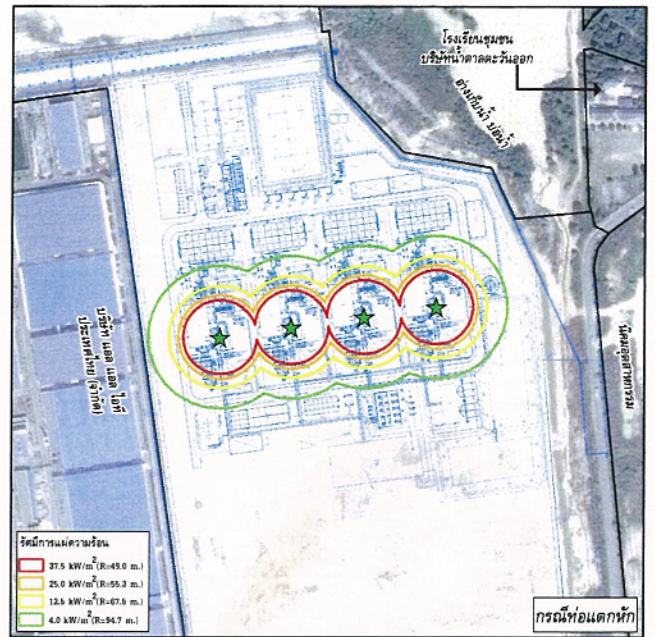 โรงเรียนชุมชน
บริษัทน้ำตาลตะวันออก
อ่างเก็บน้ำ บ่อน้ำ
บริษัท แอล แอล ไอที
ประเทศไทย (จำกัด)
นิคมอุตสาหกรรม
รัศมีการแผ่ความร้อน
37.5 kW/m² (R=49.0 m.)
25.0 kW/m² (R=55.3 m.)
12.5 kW/m² (R=67.5 m.)
4.0 kW/m² (R=94.7 m.)
กรณีท่อแตกหัก